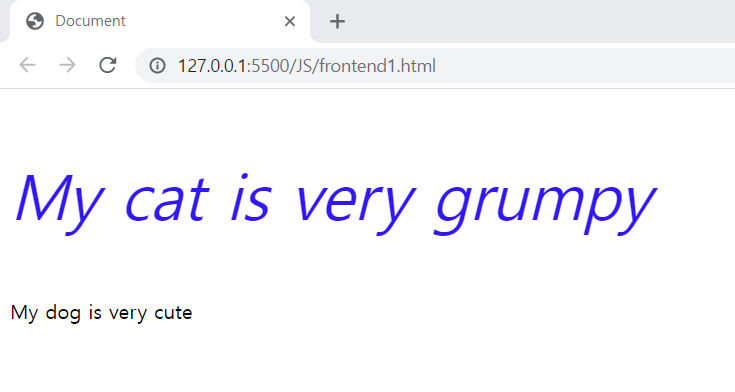 Document
127.0.0.1:5500/JS/frontend1.html
My cat is very grumpy
My dog is very cute